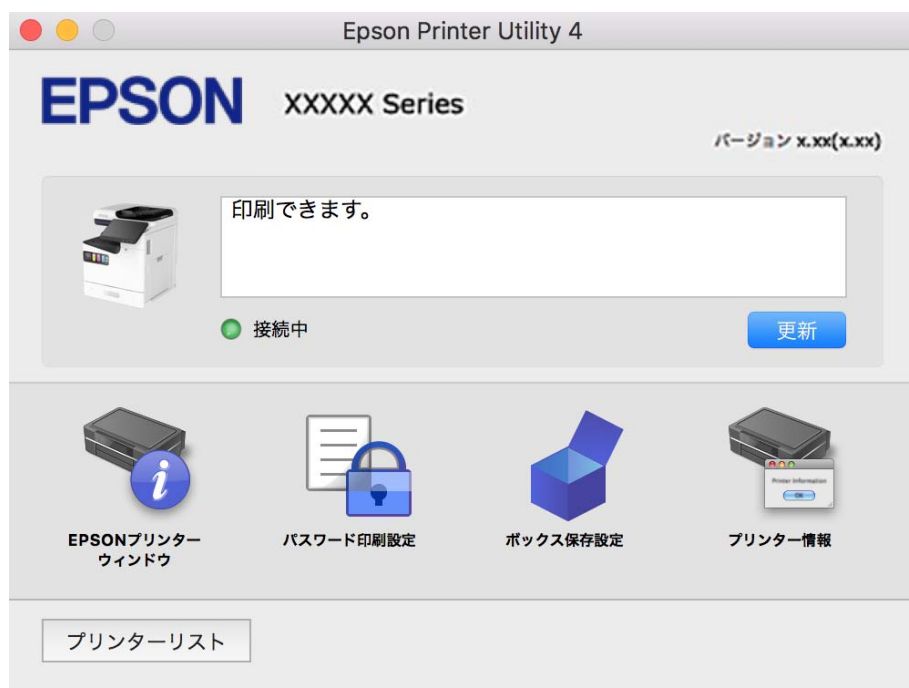 Epson Printer Utility 4
EPSON
XXXXX Series
バージョン x.xx(x.xx)
印刷できます。
接続中
更新
i
Printer Information
OK
EPSONプリンター
ウィンドウ
パスワード印刷設定
ボックス保存設定
プリンター情報
プリンターリスト